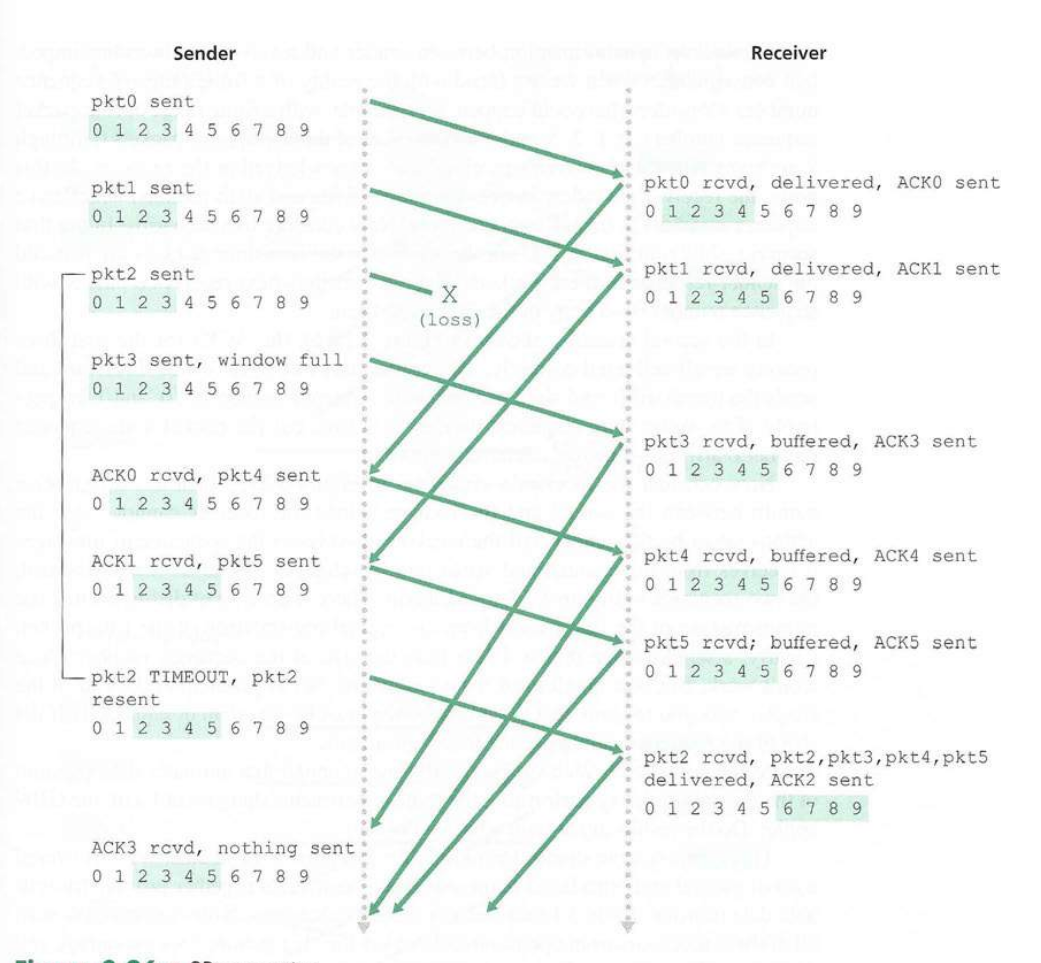 Sender
pkt0 sent
0 1 2 3 4 5 6 7 8 9
pkt1 sent
0 1 2 3 4 5 6 7 8 9
pkt2 sent
0 1 2 3 4 5 6 7 8 9
X
(loss)
pkt3 sent, window full
0 1 2 3 4 5 6 7 8 9
ACK0 rcvd, pkt4 sent
0 1 2 3 4 5 6 7 8 9
ACK1 rcvd, pkt5 sent
0 1 2 3 4 5 6 7 8 9
pkt2 TIMEOUT, pkt2
resent
0 1 2 3 4 5 6 7 8 9
ACK3 rcvd, nothing sent
0 1 2 3 4 5 6 7 8 9
Receiver
pkt0 rcvd, delivered, ACK0 sent
0 1 2 3 4 5 6 7 8 9
pkt1 rcvd, delivered, ACK1 sent
0 1 2 3 4 5 6 7 8 9
pkt3 rcvd, buffered, ACK3 sent
0 1 2 3 4 5 6 7 8 9
pkt4 rcvd, buffered, ACK4 sent
0 1 2 3 4 5 6 7 8 9
pkt5 rcvd; buffered, ACK5 sent
0 1 2 3 4 5 6 7 8 9
pkt2 rcvd, pkt2,pkt3,pkt4,pkt5
delivered, ACK2 sent
0 1 2 3 4 5 6 7 8 9